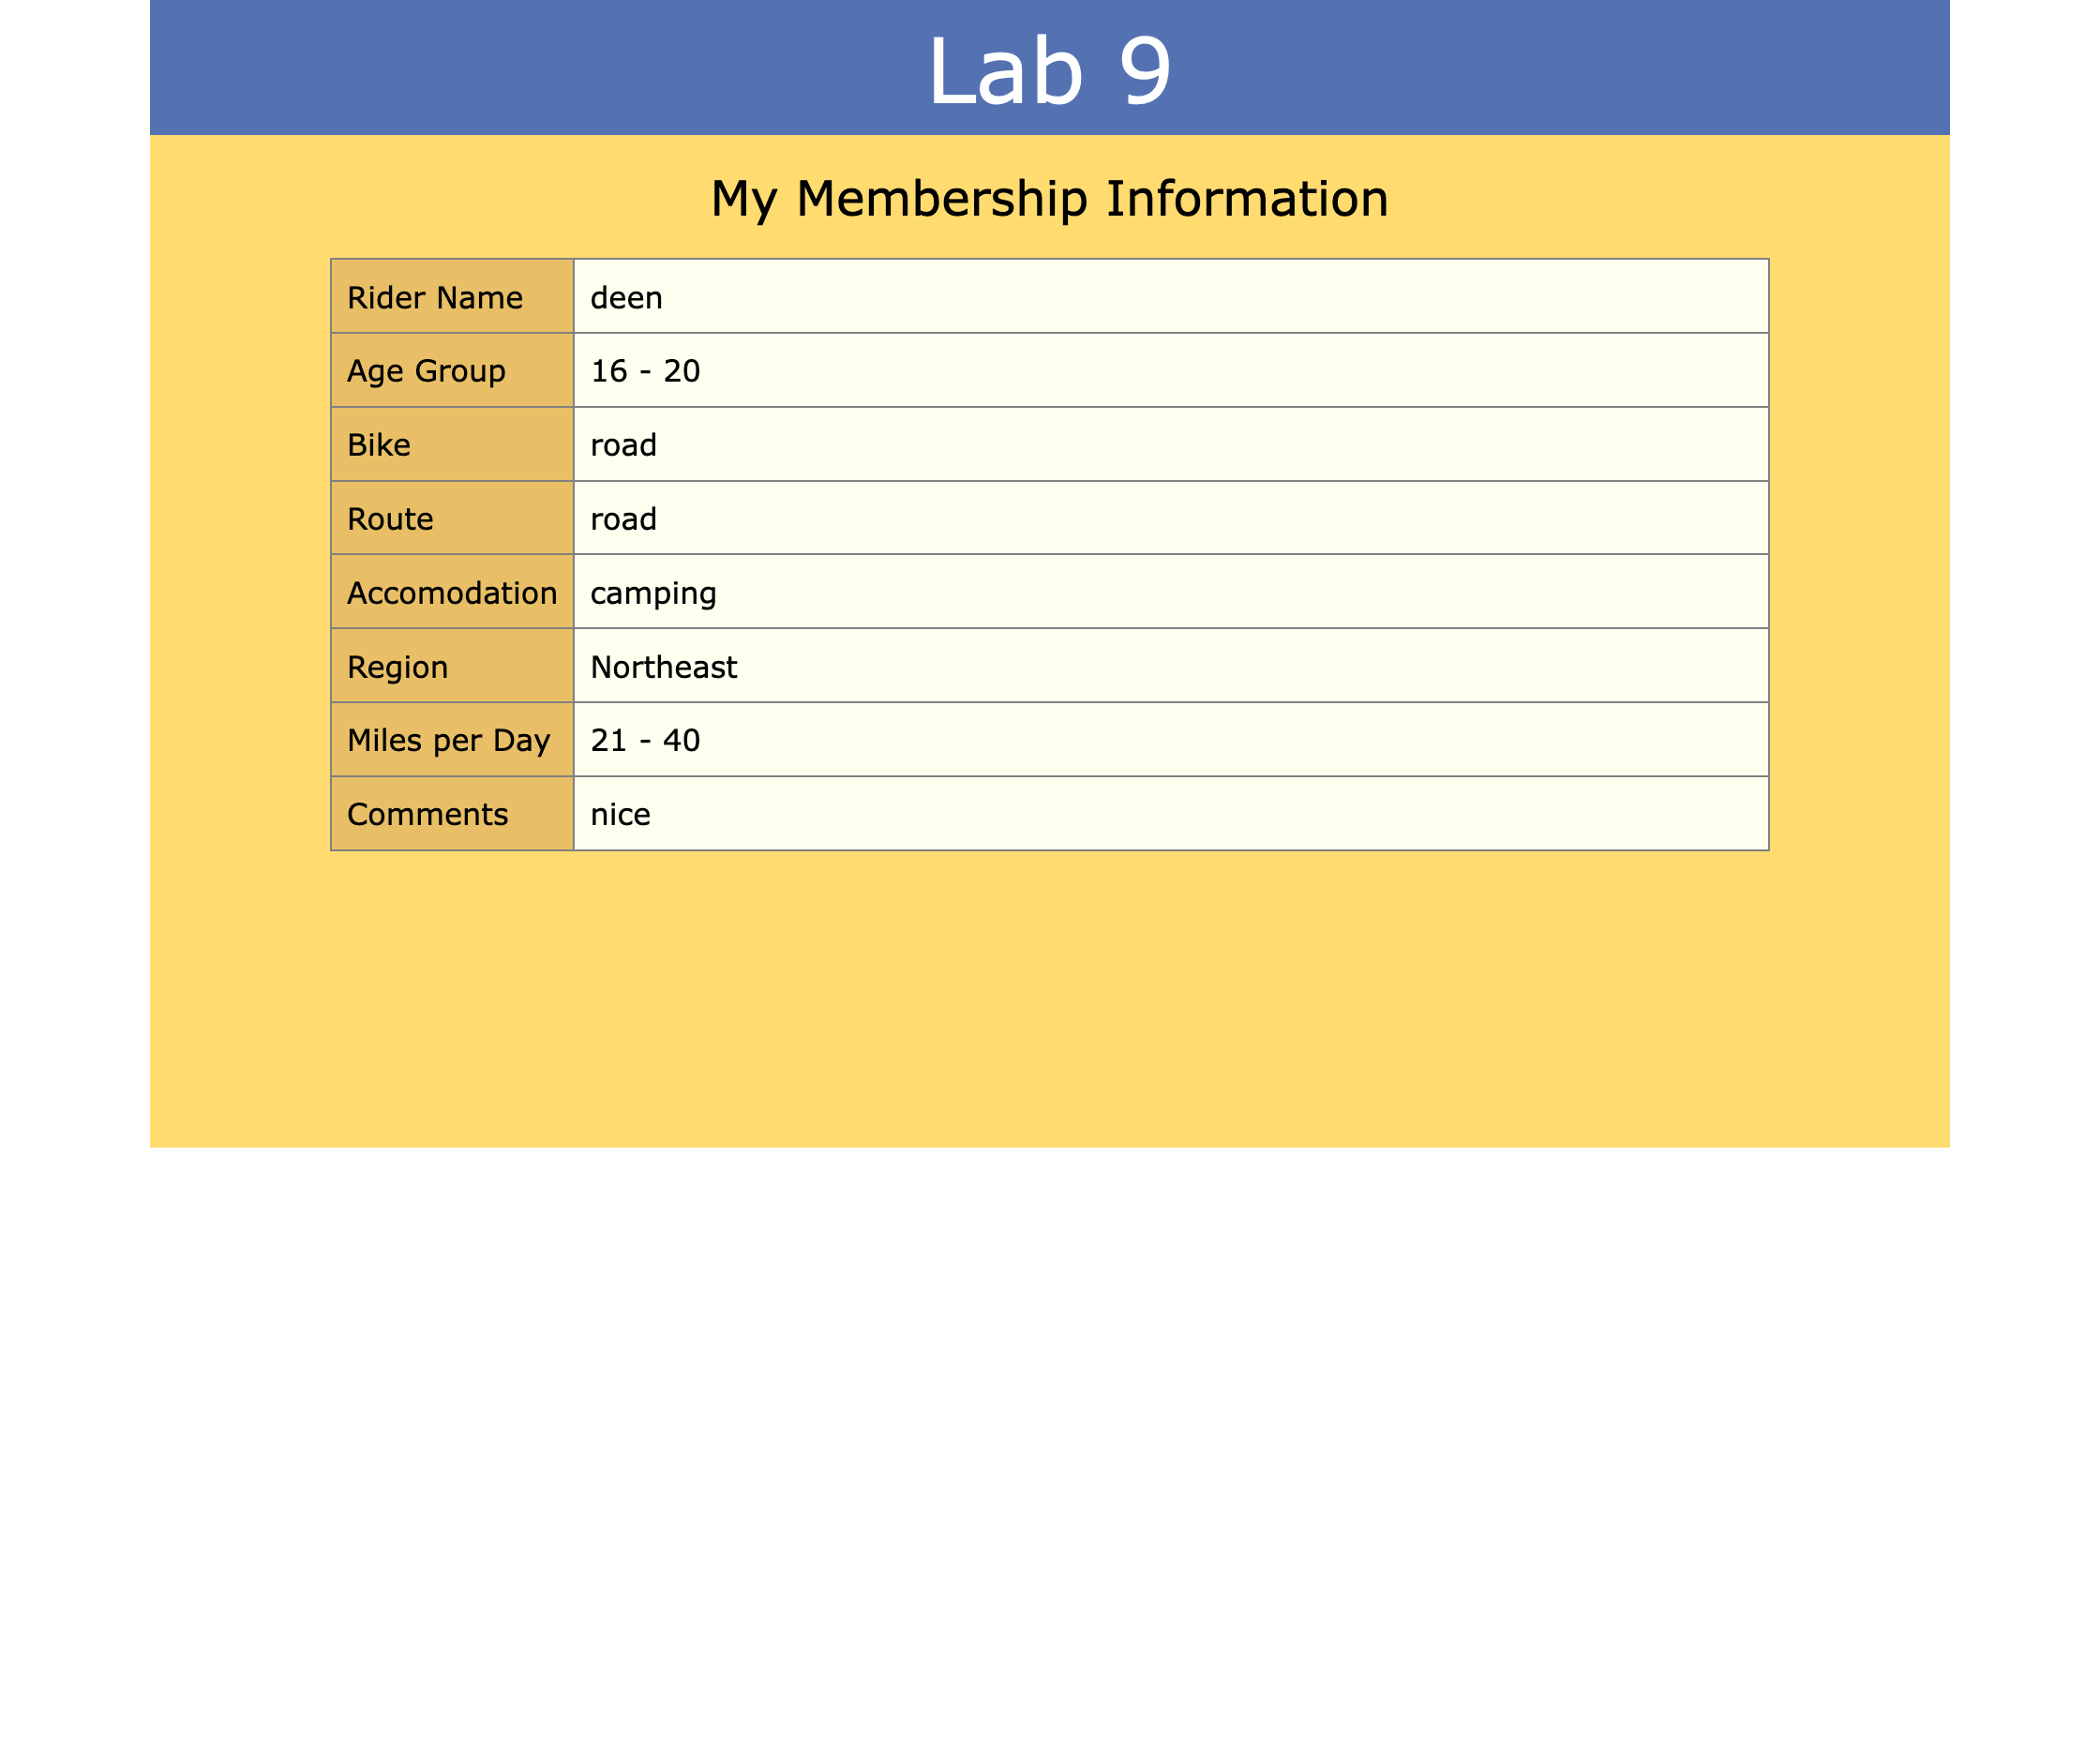 Lab 9
My Membership Information
Rider Name deen
Age Group 16 - 20
Bike road
Route road
Accomodation camping
Region Northeast
Miles per Day 21 - 40
Comments nice